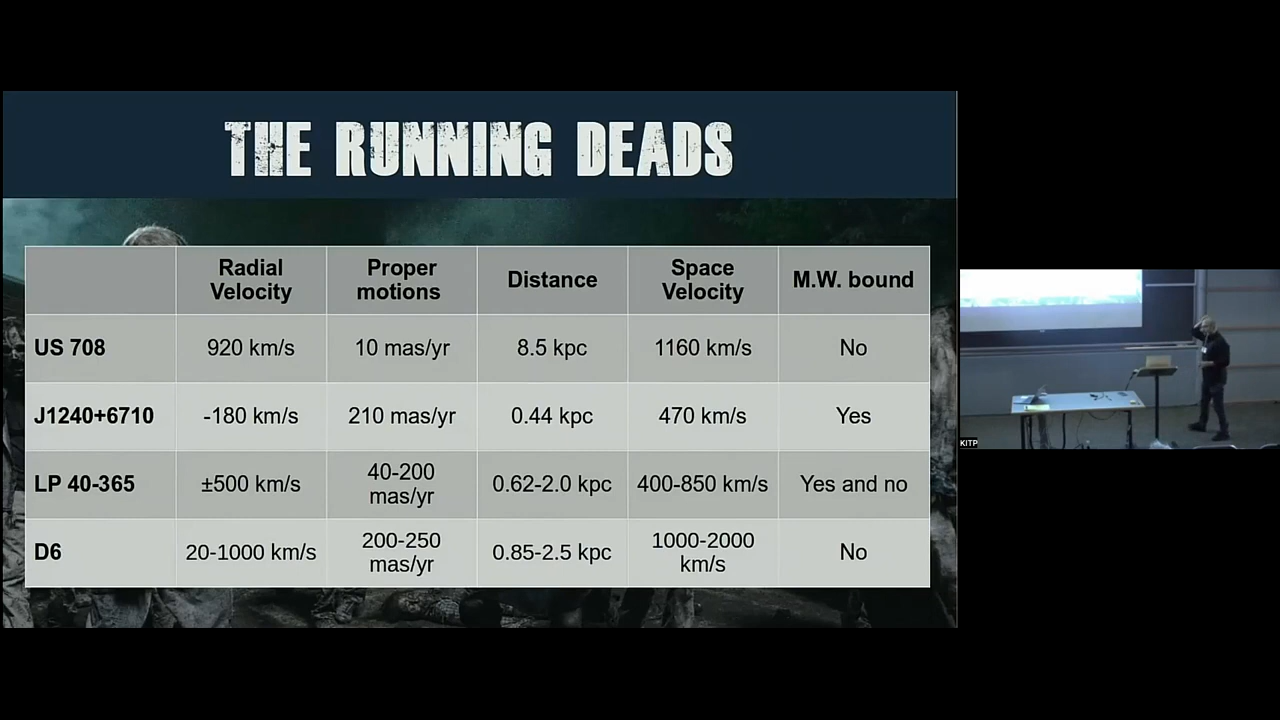 THE RUNNING DEADS
Radial Velocity Proper motions Distance Space Velocity M.W. bound
US 708 920 km/s 10 mas/yr 8.5 kpc 1160 km/s No
J1240+6710 -180 km/s 210 mas/yr 0.44 kpc 470 km/s Yes
LP 40-365 ±500 km/s 40-200 mas/yr 0.62-2.0 kpc 400-850 km/s Yes and no
D6 20-1000 km/s 200-250 mas/yr 0.85-2.5 kpc 1000-2000 km/s No
KITP